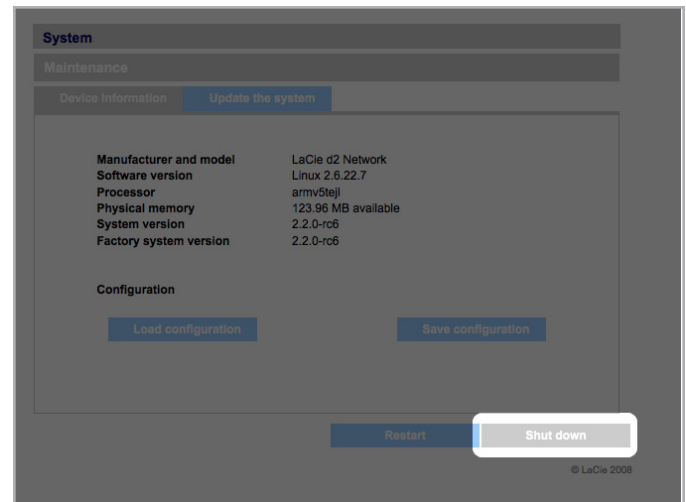 System
Maintenance
Device Information Update the system
Manufacturer and model LaCie d2 Network
Software version Linux 2.6.22.7
Processor armv5tejl
Physical memory 123.96 MB available
System version 2.2.0-rc6
Factory system version 2.2.0-rc6
Configuration
Load configuration Save configuration
Restart Shut down
© LaCie 2008